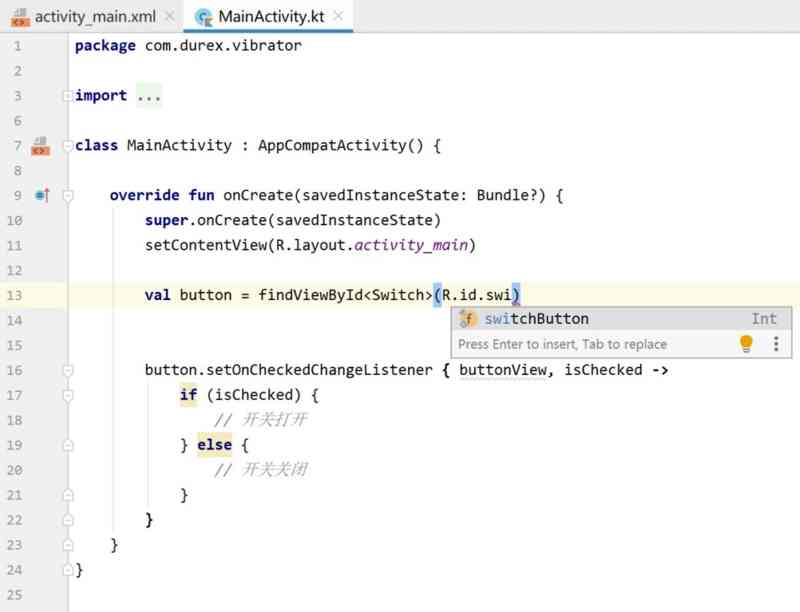 activity_main.xml MainActivity.kt
1 package com.durex.vibrator
2
3 import ...
6
7 class MainActivity : AppCompatActivity() {
8
9 override fun onCreate(savedInstanceState: Bundle?) {
10 super.onCreate(savedInstanceState)
11 setContentView(R.layout.activity_main)
12
13 val button = findViewById<Switch>(R.id.swi)
14 switchButton Int
15 Press Enter to insert, Tab to replace
16 button.setOnCheckedChangeListener { buttonView, isChecked ->
17 if (isChecked) {
18 // 开关打开
19 } else {
20 // 开关关闭
21 }
22 }
23 }
24 }
25